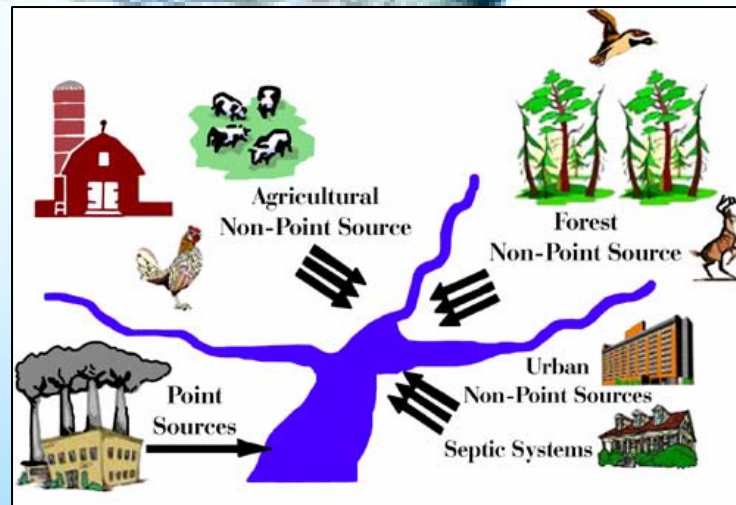 Agricultural
Non-Point Source
Forest
Non-Point Source
Point
Sources
Urban
Non-Point Sources
Septic Systems